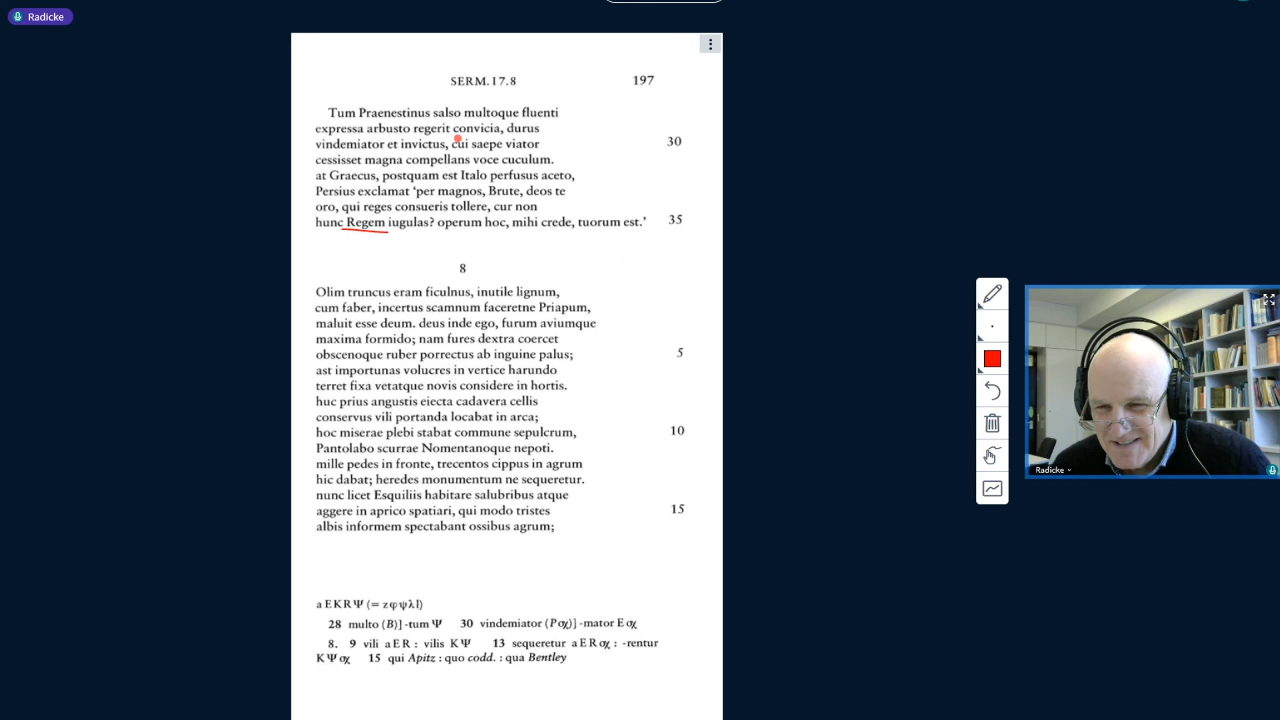 Radicke
SERM. I 7.8 197
Tum Praenestinus salso multoque fluenti
expressa arbusto regerit convicia, durus
vindemiator et invictus, cui saepe viator 30
cessisset magna compellans voce cuculum.
at Graecus, postquam est Italo perfusus aceto,
Persius exclamat ‘per magnos, Brute, deos te
oro, qui reges consueris tollere, cur non
hunc Regem iugulas? operum hoc, mihi crede, tuorum est.’ 35
8
Olim truncus eram ficulnus, inutile lignum,
cum faber, incertus scamnum faceretne Priapum,
maluit esse deum. deus inde ego, furum aviumque
maxima formido; nam fures dextra coercet
obscenoque ruber porrectus ab inguine palus; 5
ast importunas volucres in vertice harundo
terret fixa vetatque novis considere in hortis.
huc prius angustis eiecta cadavera cellis
conservus vili portanda locabat in arca;
hoc miserae plebi stabat commune sepulcrum, 10
Pantolabo scurrae Nomentanoque nepoti.
mille pedes in fronte, trecentos cippus in agrum
hic dabat; heredes monumentum ne sequeretur.
nunc licet Esquiliis habitare salubribus atque
aggere in aprico spatiari, qui modo tristes 15
albis informem spectabant ossibus agrum;
a E K R Ψ (= z φ ψ λ l)
28 multo (B)] -tum Ψ 30 vindemiator (P σχ)] -mator E σχ
8. 9 vili a E R : vilis K Ψ 13 sequeretur a E R σχ : -rentur
K Ψ σχ 15 qui Apitz : quo codd. : qua Bentley
Radicke